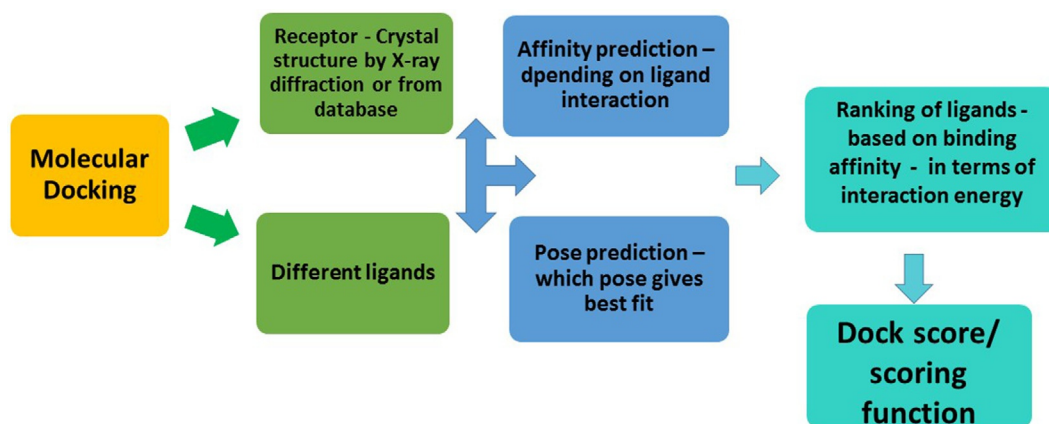 Molecular
Docking
Receptor - Crystal
structure by X-ray
diffraction or from
database
Different ligands
Affinity prediction –
dpending on ligand
interaction
Pose prediction –
which pose gives
best fit
Ranking of ligands -
based on binding
affinity - in terms of
interaction energy
Dock score/
scoring
function